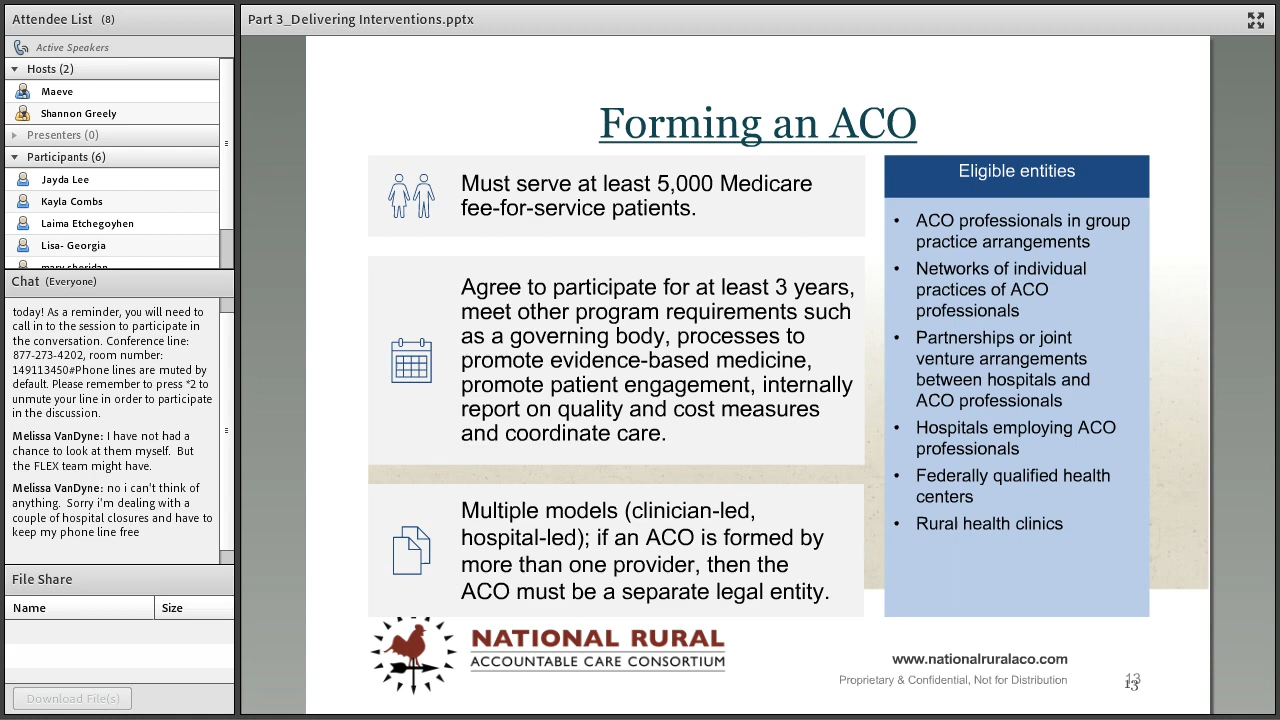 Attendee List (8)
Active Speakers
Hosts (2)
Maeve
Shannon Greely
Presenters (0)
Participants (6)
Jayda Lee
Kayla Combs
Laima Etchegoyhen
Lisa- Georgia
mary sheridan
Chat (Everyone)
today! As a reminder, you will need to
call in to the session to participate in
the conversation. Conference line:
877-273-4202, room number:
149113450#Phone lines are muted by
default. Please remember to press *2 to
unmute your line in order to participate
in the discussion.
Melissa VanDyne: I have not had a
chance to look at them myself. But
the FLEX team might have.
Melissa VanDyne: no i can't think of
anything. Sorry i'm dealing with a
couple of hospital closures and have to
keep my phone line free
File Share
Name Size
Download File(s)
Part 3_Delivering Interventions.pptx
Forming an ACO
Must serve at least 5,000 Medicare
fee-for-service patients.
Agree to participate for at least 3 years,
meet other program requirements such
as a governing body, processes to
promote evidence-based medicine,
promote patient engagement, internally
report on quality and cost measures
and coordinate care.
Multiple models (clinician-led,
hospital-led); if an ACO is formed by
more than one provider, then the
ACO must be a separate legal entity.
Eligible entities
• ACO professionals in group
practice arrangements
• Networks of individual
practices of ACO
professionals
• Partnerships or joint
venture arrangements
between hospitals and
ACO professionals
• Hospitals employing ACO
professionals
• Federally qualified health
centers
• Rural health clinics
NATIONAL RURAL
ACCOUNTABLE CARE CONSORTIUM
www.nationalruralaco.com
Proprietary & Confidential, Not for Distribution
13
13